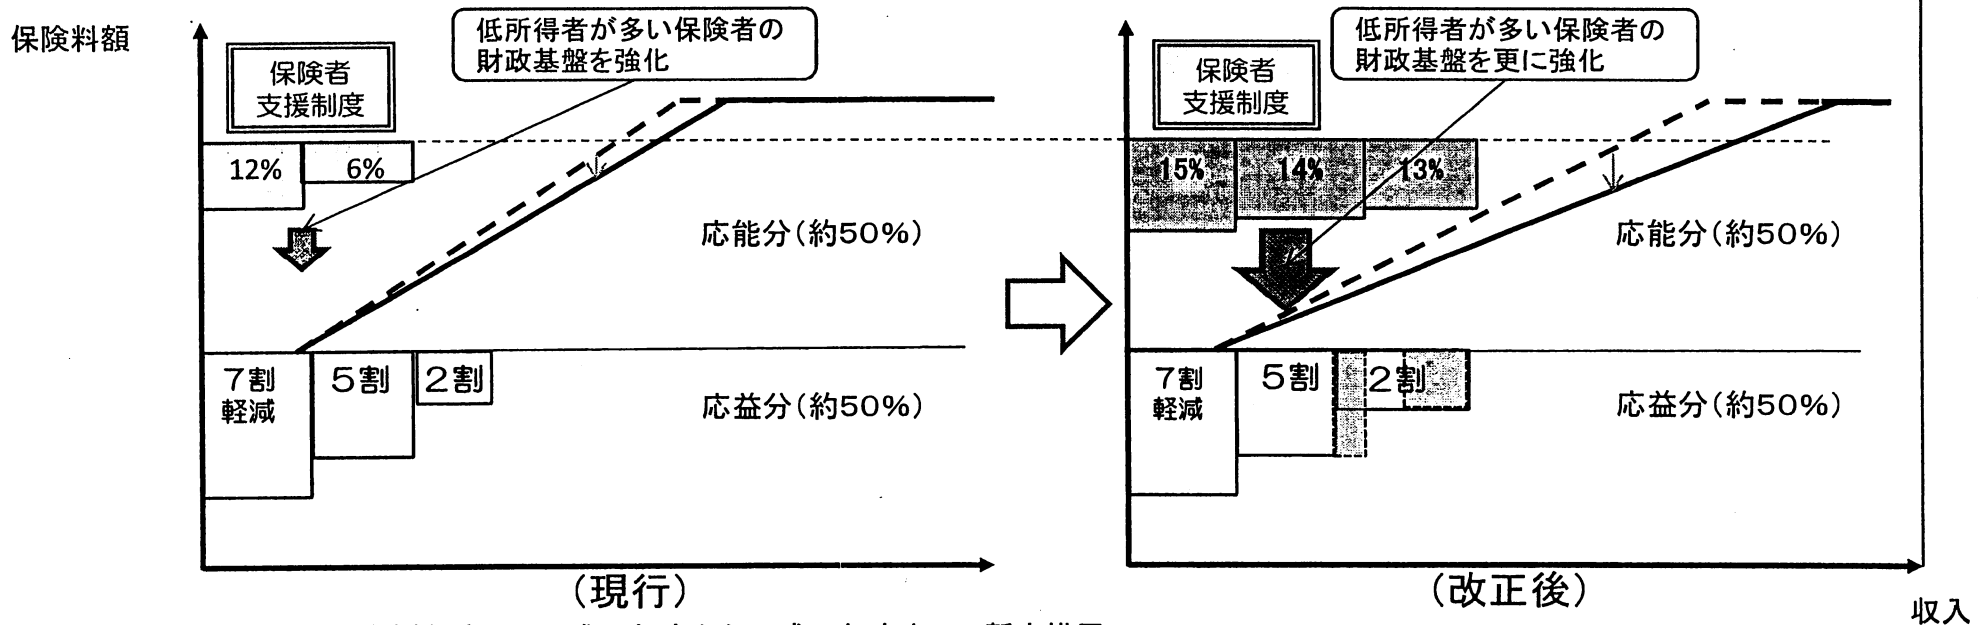 保険料額
保険者
支援制度
低所得者が多い保険者の
財政基盤を強化
12%
6%
応能分(約50%)
7割
軽減
5割
2割
応益分(約50%)
(現行)
保険者
支援制度
低所得者が多い保険者の
財政基盤を更に強化
15%
14%
13%
応能分(約50%)
7割
軽減
5割
2割
応益分(約50%)
(改正後)
収入